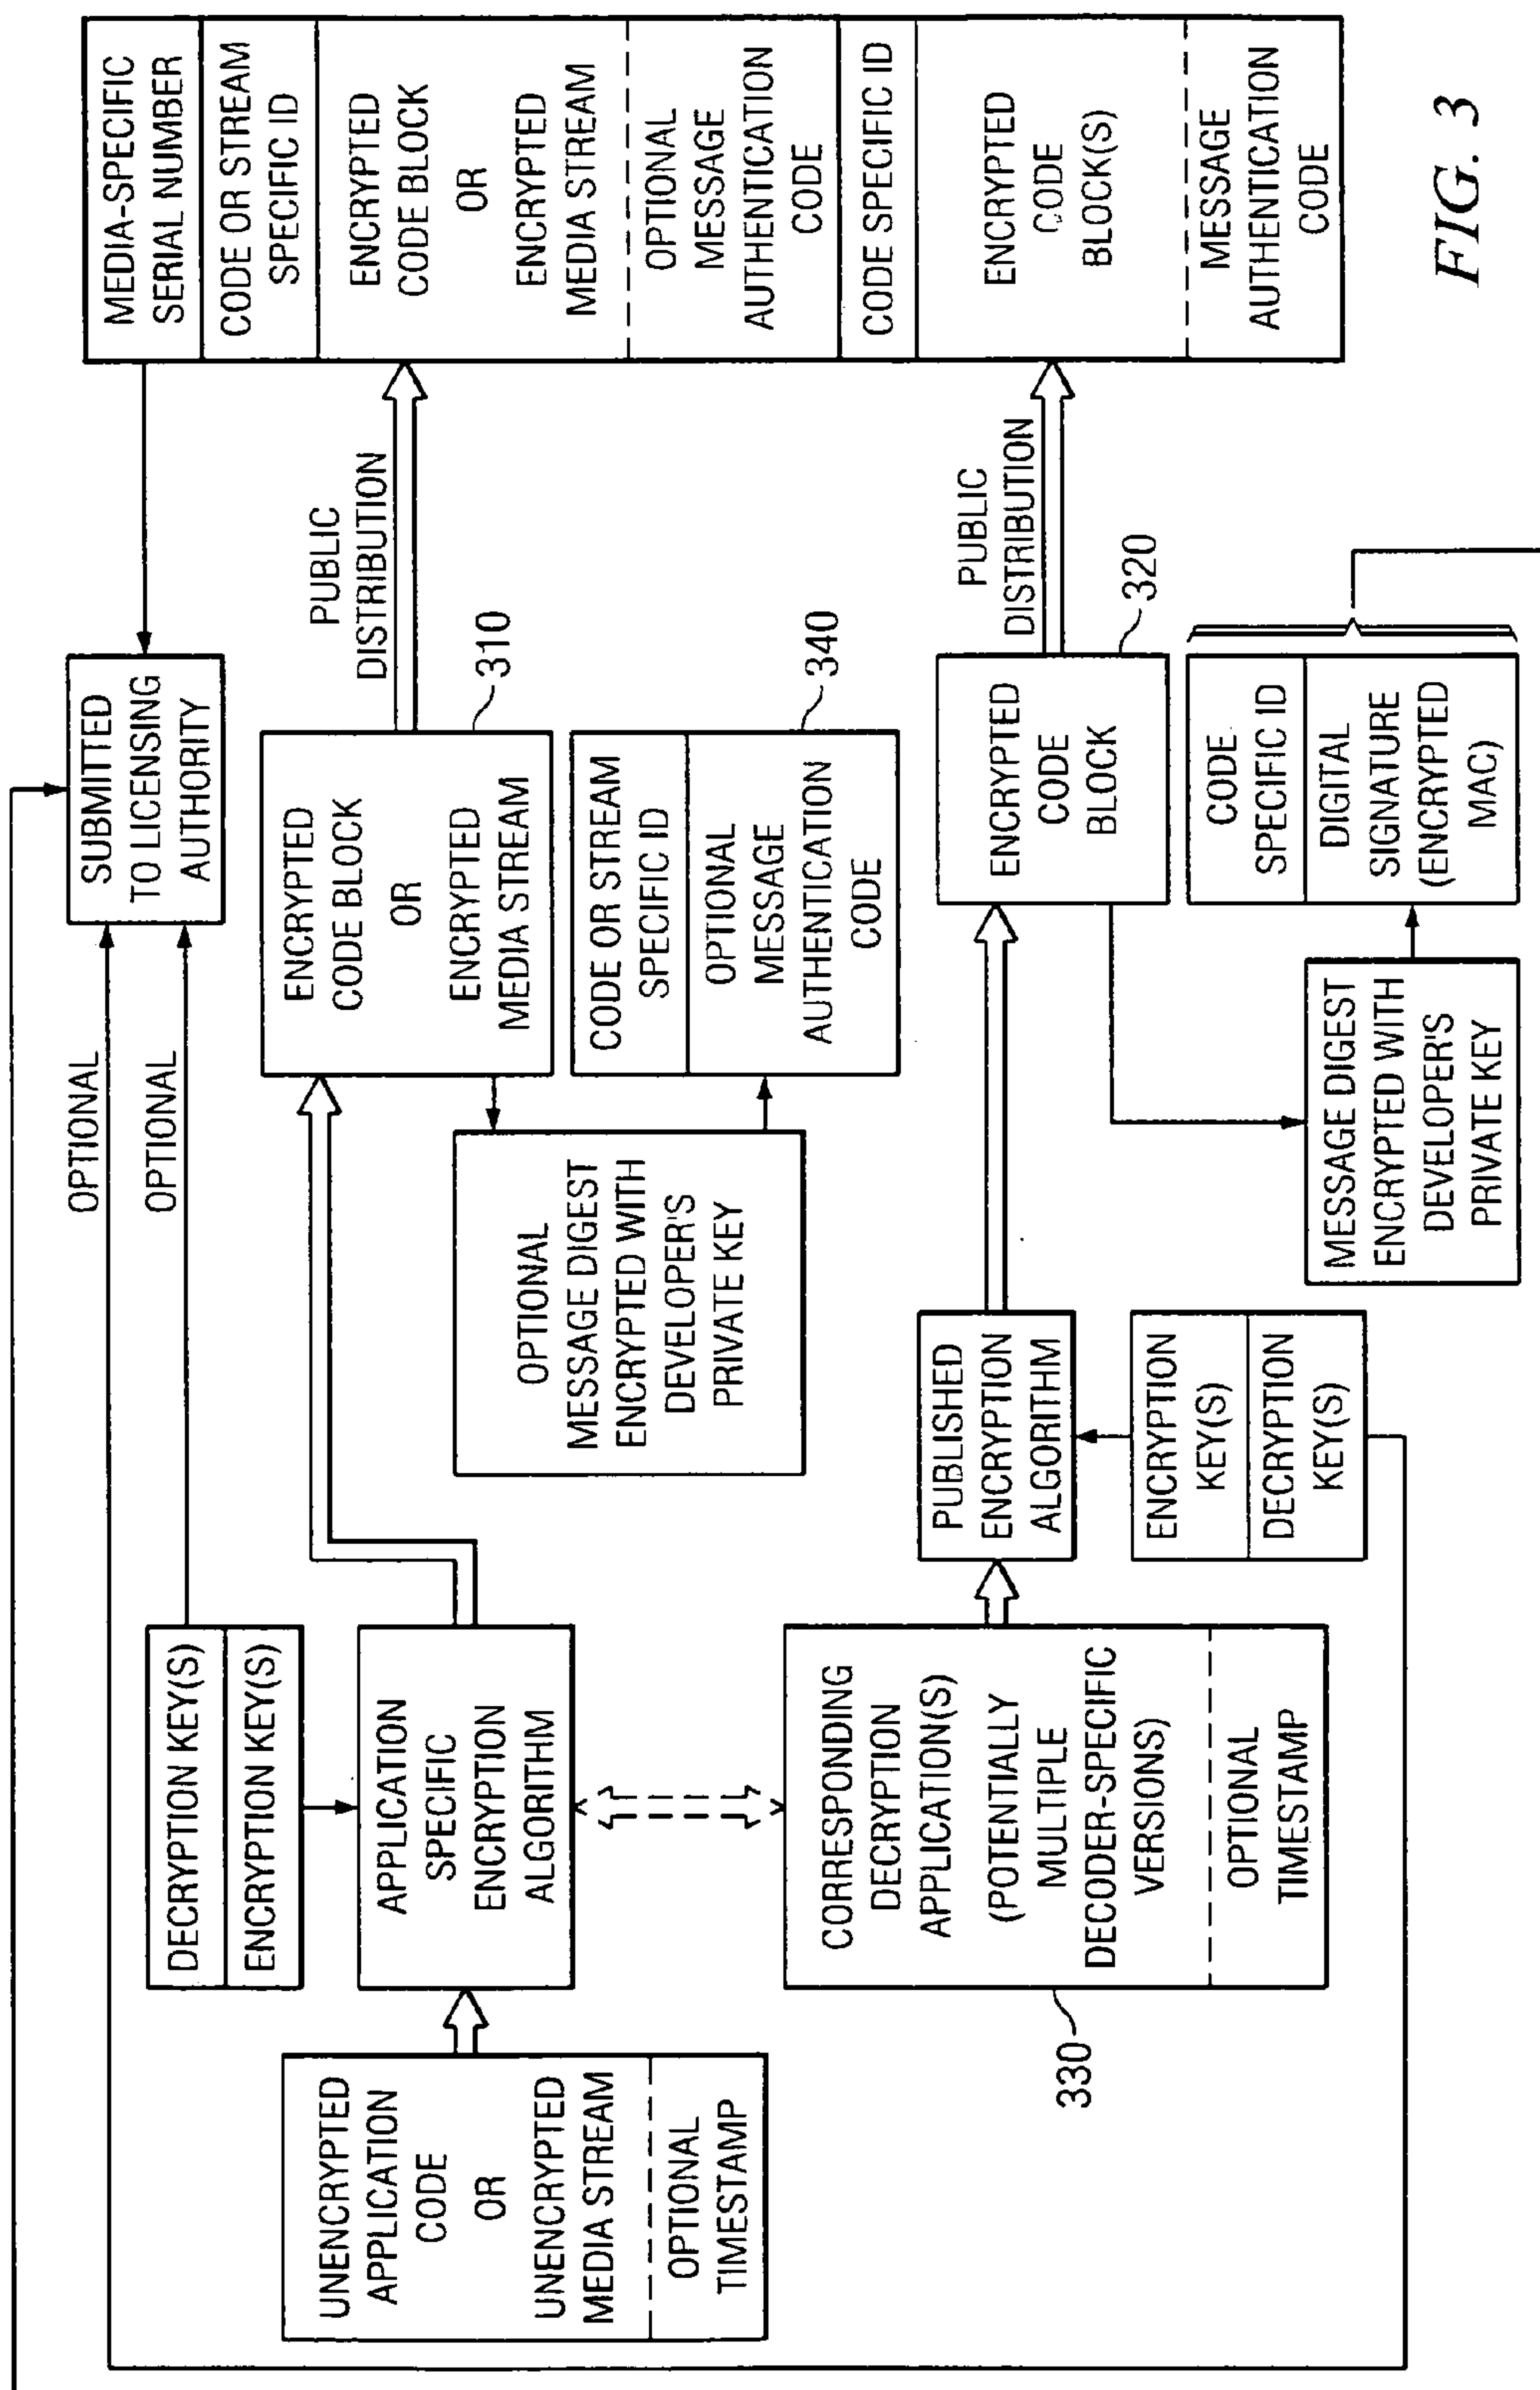 UNENCRYPTED
APPLICATION
CODE
OR
UNENCRYPTED
MEDIA STREAM
OPTIONAL
TIMESTAMP
DECRYPTION KEY(S)
ENCRYPTION KEY(S)
APPLICATION
SPECIFIC
ENCRYPTION
ALGORITHM
CORRESPONDING
DECRYPTION
APPLICATION(S)
(POTENTIALLY
MULTIPLE
DECODER-SPECIFIC
VERSIONS)
OPTIONAL
TIMESTAMP
330
OPTIONAL
OPTIONAL
OPTIONAL
MESSAGE DIGEST
ENCRYPTED WITH
DEVELOPER'S
PRIVATE KEY
PUBLISHED
ENCRYPTION
ALGORITHM
ENCRYPTION
KEY(S)
DECRYPTION
KEY(S)
MESSAGE DIGEST
ENCRYPTED WITH
DEVELOPER'S
PRIVATE KEY
SUBMITTED
TO LICENSING
AUTHORITY
ENCRYPTED
CODE BLOCK
OR
ENCRYPTED
MEDIA STREAM
310
CODE OR STREAM
SPECIFIC ID
OPTIONAL
MESSAGE
AUTHENTICATION
CODE
340
ENCRYPTED
CODE
BLOCK
320
CODE
SPECIFIC ID
DIGITAL
SIGNATURE
(ENCRYPTED
MAC)
PUBLIC
DISTRIBUTION
PUBLIC
DISTRIBUTION
MEDIA-SPECIFIC
SERIAL NUMBER
CODE OR STREAM
SPECIFIC ID
ENCRYPTED
CODE BLOCK
OR
ENCRYPTED
MEDIA STREAM
OPTIONAL
MESSAGE
AUTHENTICATION
CODE
CODE SPECIFIC ID
ENCRYPTED
CODE
BLOCK(S)
MESSAGE
AUTHENTICATION
CODE
FIG. 3